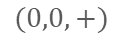 (0,0, +)